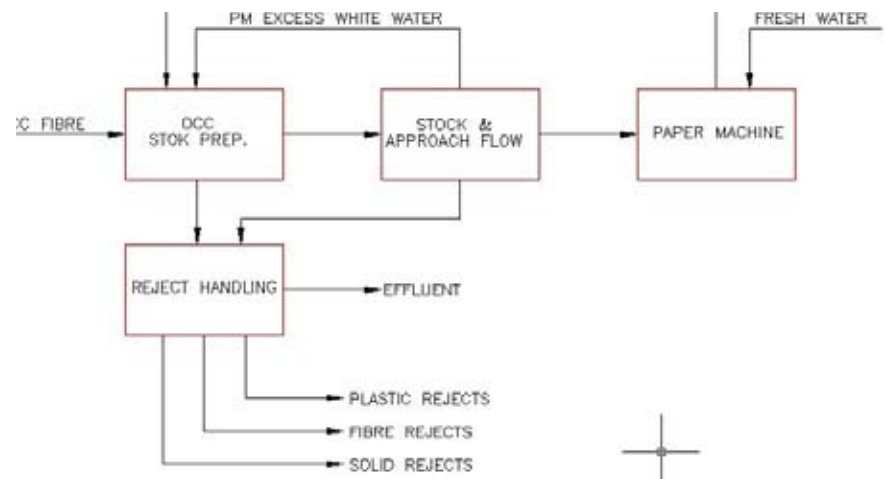 PM EXCESS WHITE WATER
FRESH WATER
CC FIBRE
OCC
STOK PREP.
STOCK &
APPROACH FLOW
PAPER MACHINE
REJECT HANDLING
EFFLUENT
PLASTIC REJECTS
FIBRE REJECTS
SOLID REJECTS